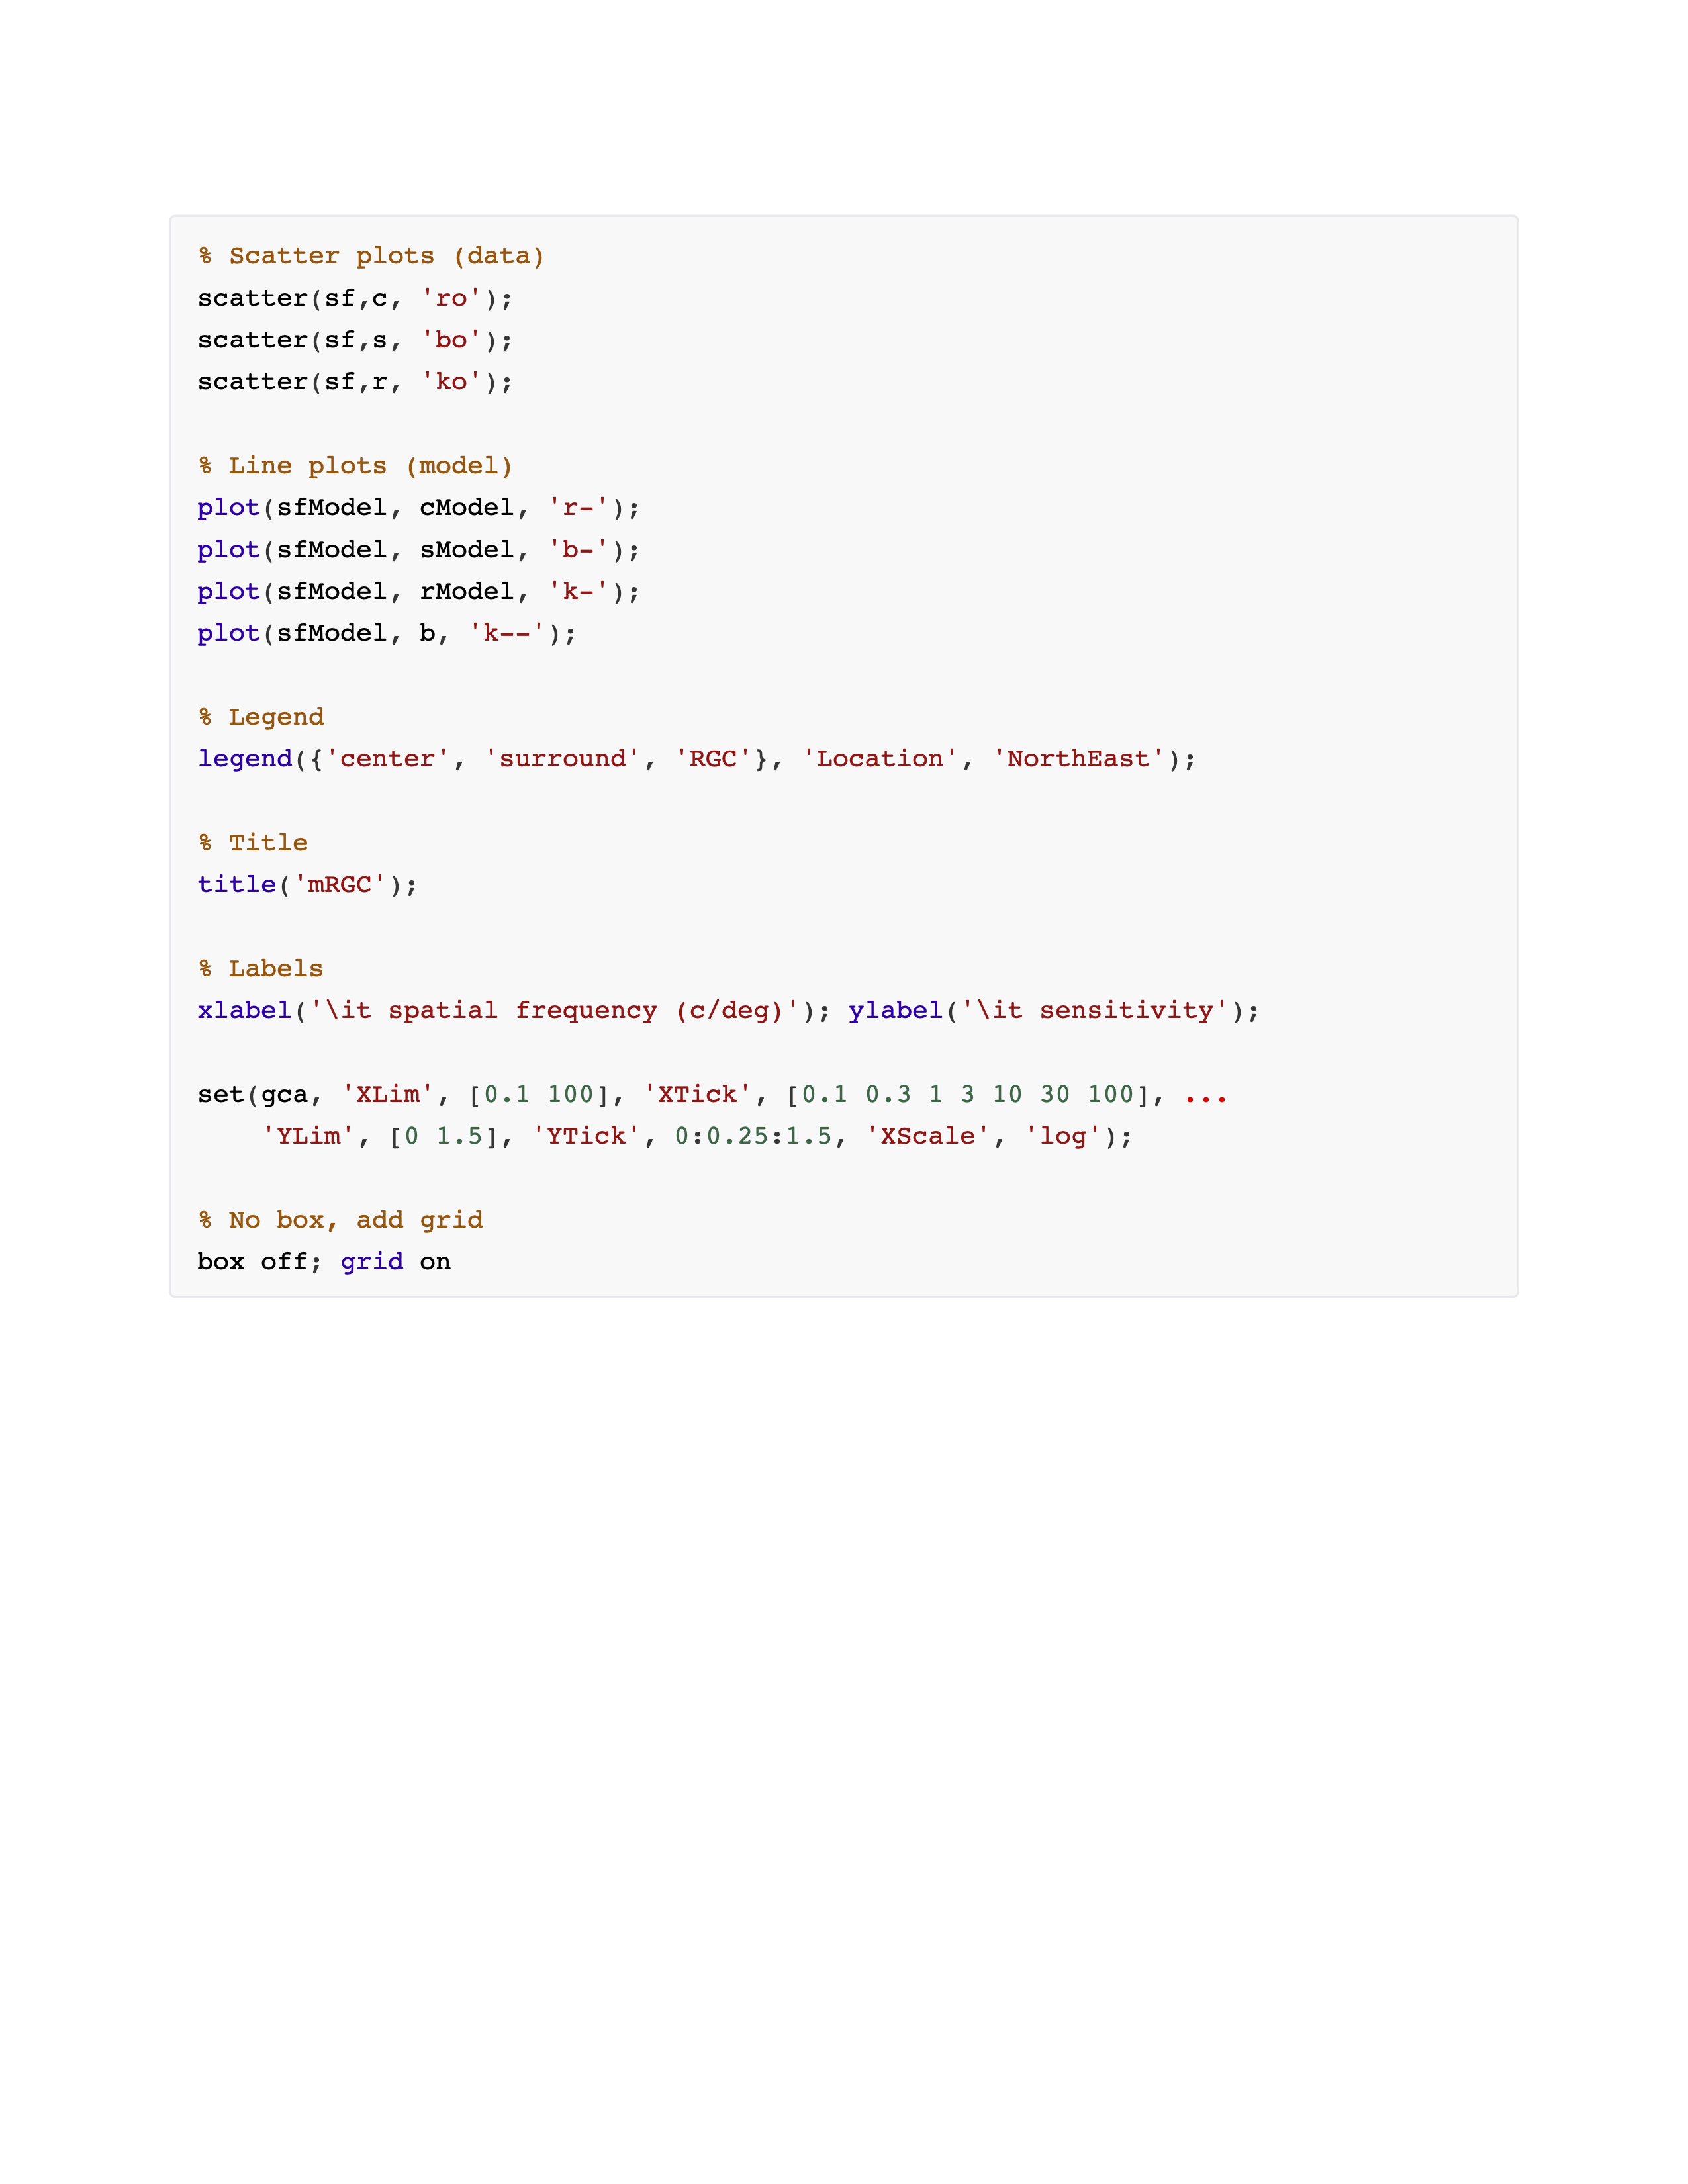 % Scatter plots (data)
scatter(sf,c, 'ro');
scatter(sf,s, 'bo');
scatter(sf,r, 'ko');
% Line plots (model)
plot(sfModel, cModel, 'r-');
plot(sfModel, sModel, 'b-');
plot(sfModel, rModel, 'k-');
plot(sfModel, b, 'k--');
% Legend
legend({'center', 'surround', 'RGC'}, 'Location', 'NorthEast');
% Title
title('mRGC');
% Labels
xlabel('\it spatial frequency (c/deg)'); ylabel('\it sensitivity');
set(gca, 'XLim', [0.1 100], 'XTick', [0.1 0.3 1 3 10 30 100], ...
    'YLim', [0 1.5], 'YTick', 0:0.25:1.5, 'XScale', 'log');
% No box, add grid
box off; grid on